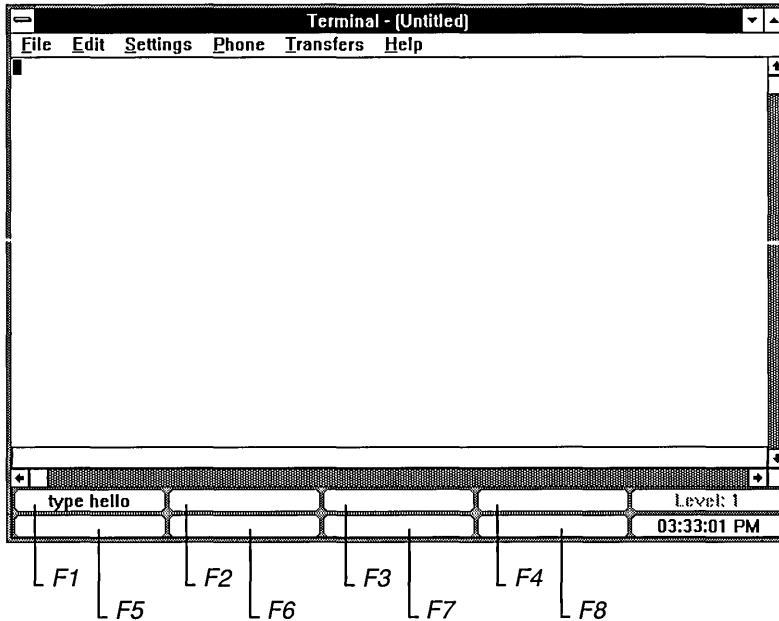 Terminal - (Untitled)
File Edit Settings Phone Transfers Help
type hello
Level: 1
03:33:01 PM
F1 F2 F3 F4
F5 F6 F7 F8